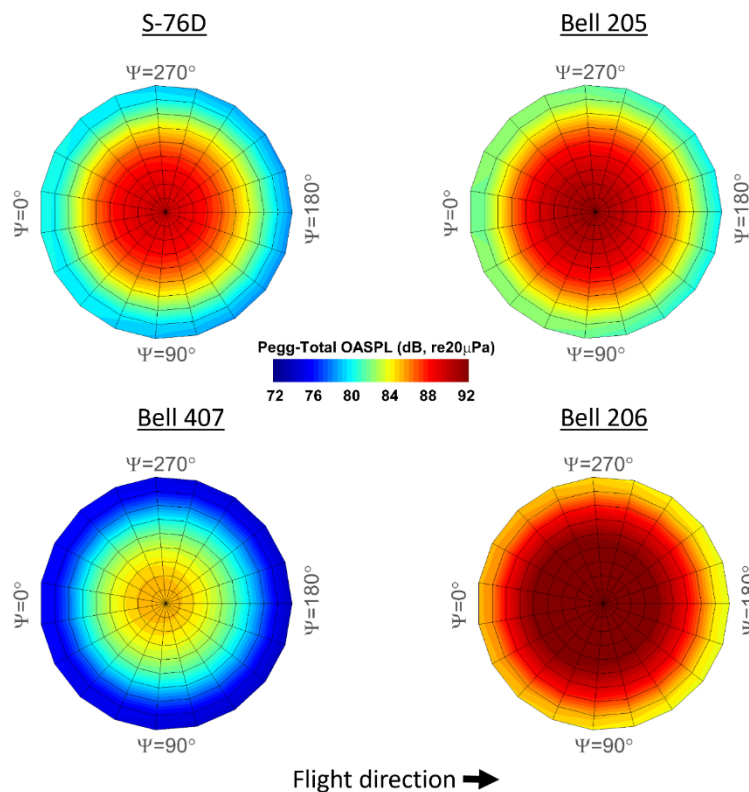 S-76D
Bell 205
Ψ=270°
Ψ=270°
Ψ=0°
Ψ=180°
Ψ=0°
Ψ=180°
Ψ=90°
Ψ=90°
Pegg-Total OASPL (dB, re20μPa)
72 76 80 84 88 92
Bell 407
Bell 206
Ψ=270°
Ψ=270°
Ψ=0°
Ψ=180°
Ψ=0°
Ψ=180°
Ψ=90°
Ψ=90°
Flight direction